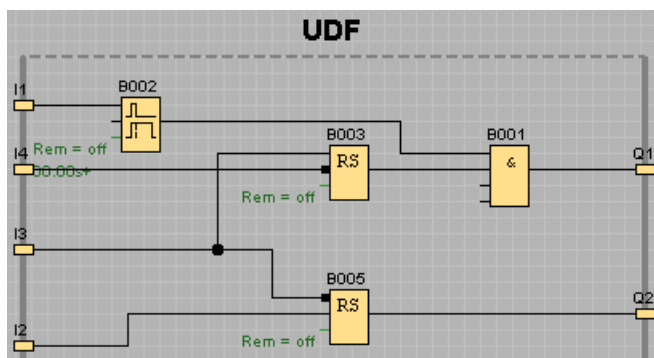 UDF
I1
B002
Rem = off
00.00s+
I4
B003
RS
Rem = off
B001
&
Q1
I3
B005
RS
Rem = off
Q2
I2